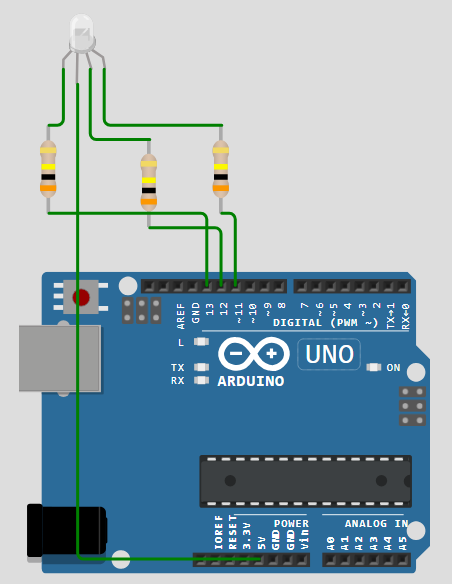 AREF
GND
13
12
~11
~10
~9
8
7
~6
~5
4
~3
2
TX→1
RX←0
DIGITAL (PWM ~)
L
TX
RX
UNO
ARDUINO
ON
IOREF
RESET
3.3V
5V
GND
GND
Vin
POWER
ANALOG IN
A0
A1
A2
A3
A4
A5